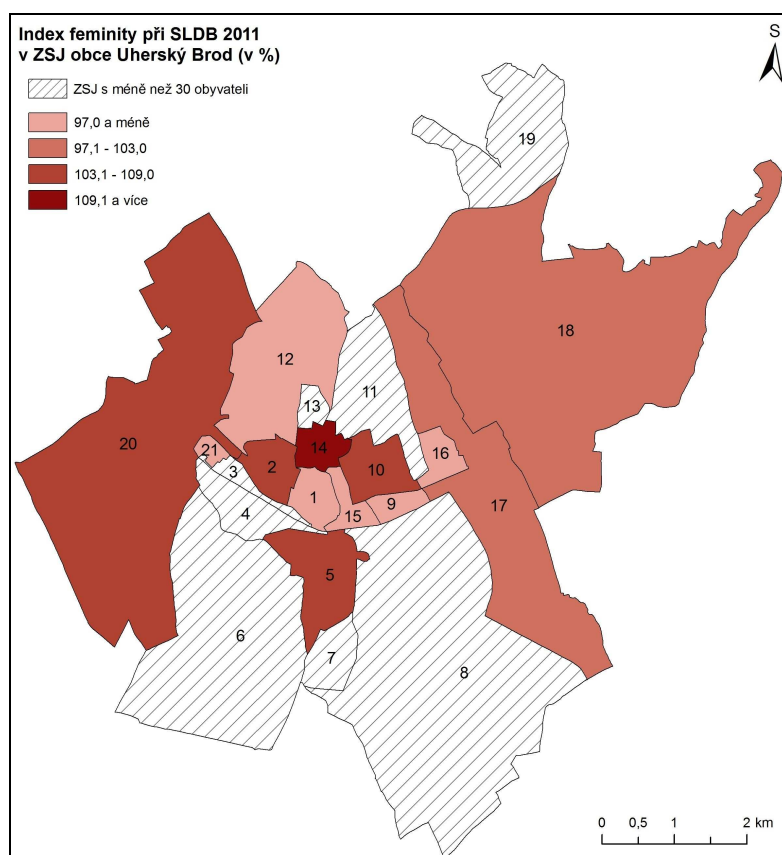 Index feminity při SLDB 2011
v ZSJ obce Uherský Brod (v %)
ZSJ s méně než 30 obyvateli
97,0 a méně
97,1 - 103,0
103,1 - 109,0
109,1 a více
S
19
18
12
11
13
20
14
21
16
2
10
3
1
9
17
4
15
5
6
7
8
0 0,5 1 2 km